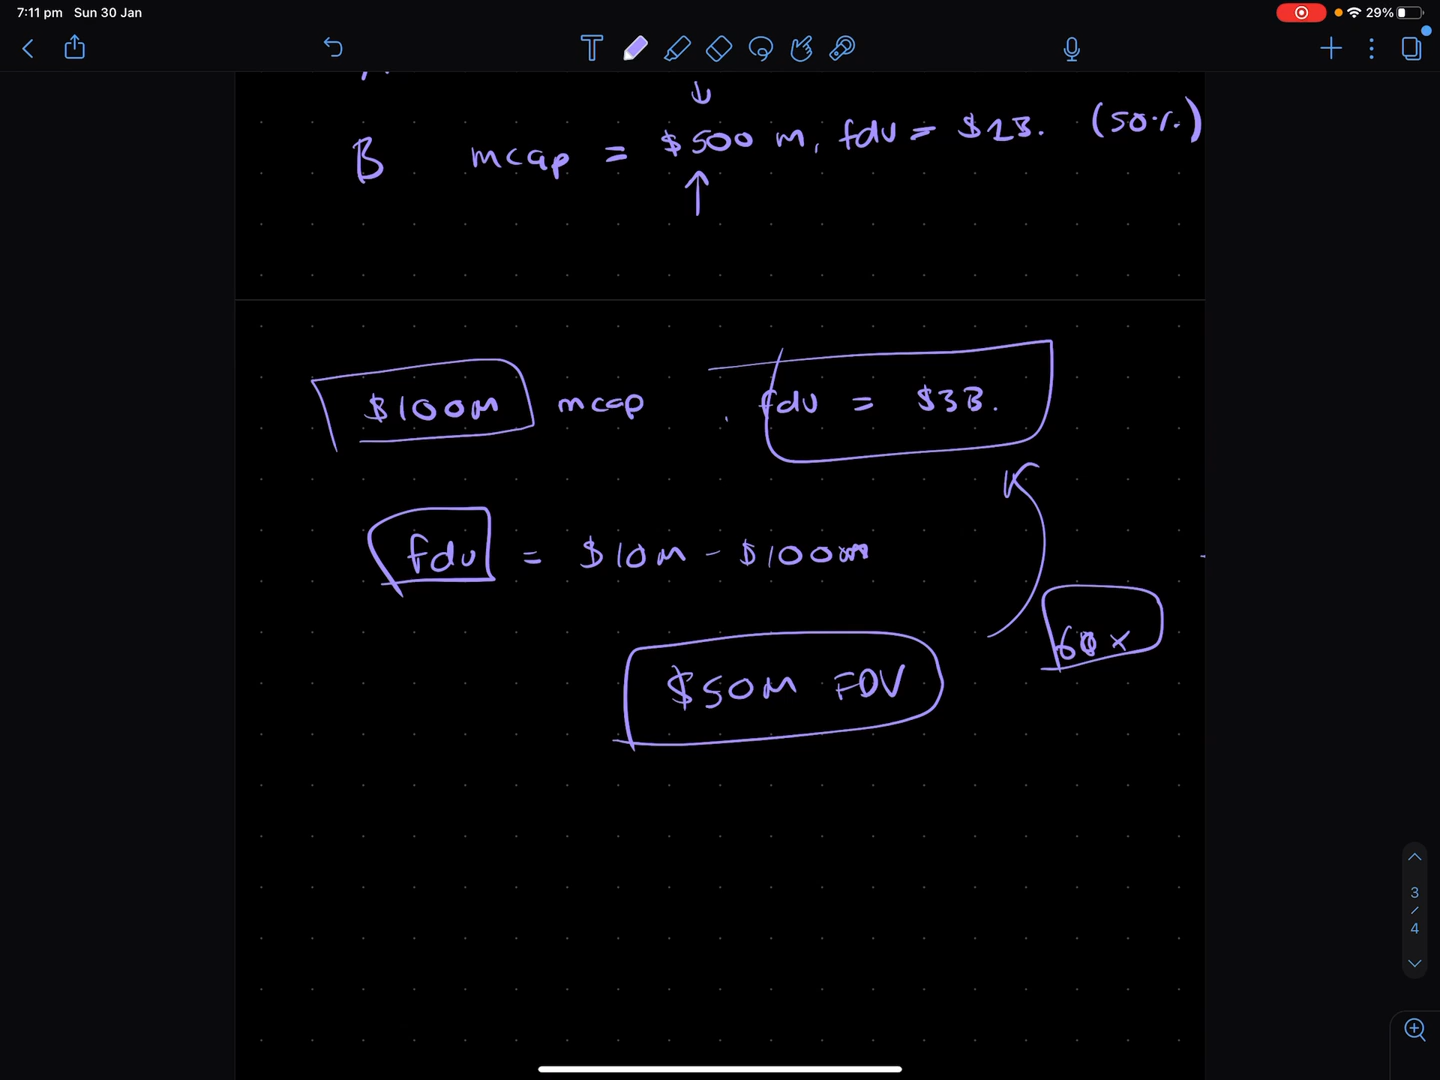 7:11 pm Sun 30 Jan
29%
T
B mcap = $500 m, fdv = $1B. (50%.)
$100M mcap . fdv = $3B.
fdv = $10M - $100m
60x
$50M FDV
3
/
4